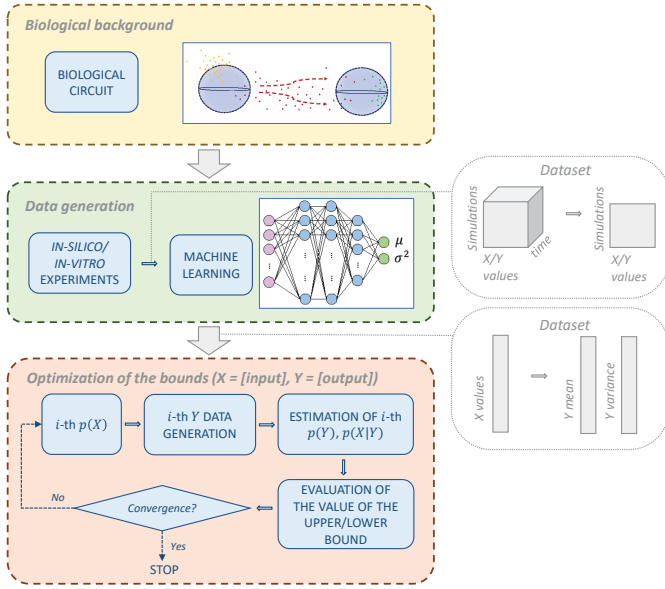 Biological background
BIOLOGICAL
CIRCUIT
Data generation
IN-SILICO/
IN-VITRO
EXPERIMENTS
MACHINE
LEARNING
μ
σ²
Dataset
Simulations
X/Y
values
time
Simulations
X/Y
values
Dataset
X values
Y mean
Y variance
Optimization of the bounds (X = [input], Y = [output])
i-th p(X)
i-th Y DATA
GENERATION
ESTIMATION OF i-th
p(Y), p(X|Y)
EVALUATION OF
THE VALUE OF THE
UPPER/LOWER
BOUND
Convergence?
No
Yes
STOP